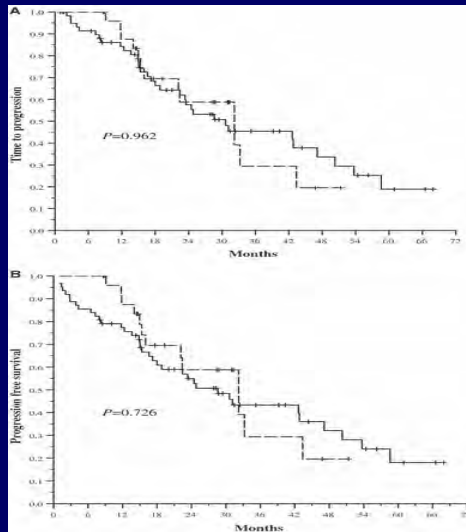 A
Time to progression
1.0
0.9
0.8
0.7
0.6
0.5
0.4
0.3
0.2
0.1
0.0
P=0.962
0 6 12 18 24 30 36 42 48 54 60 66 72
Months
B
Progression free survival
1.0
0.9
0.8
0.7
0.6
0.5
0.4
0.3
0.2
0.1
0.0
P=0.726
0 6 12 18 24 30 36 42 48 54 60 66
Months